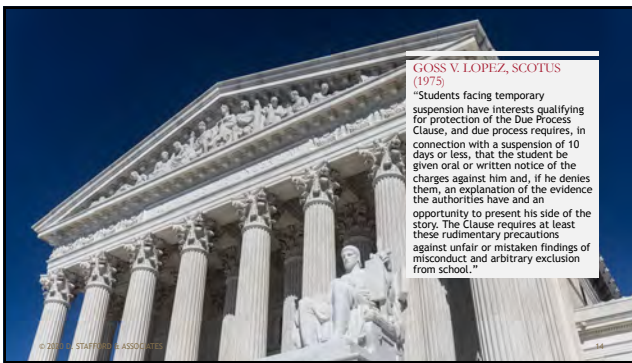 GOSS V. LOPEZ, SCOTUS
(1975)
“Students facing temporary
suspension have interests qualifying
for protection of the Due Process
Clause, and due process requires, in
connection with a suspension of 10
days or less, that the student be
given oral or written notice of the
charges against him and, if he denies
them, an explanation of the evidence
the authorities have and an
opportunity to present his side of the
story. The Clause requires at least
these rudimentary precautions
against unfair or mistaken findings of
misconduct and arbitrary exclusion
from school.”
© STAFFORD & ASSOCIATES
14